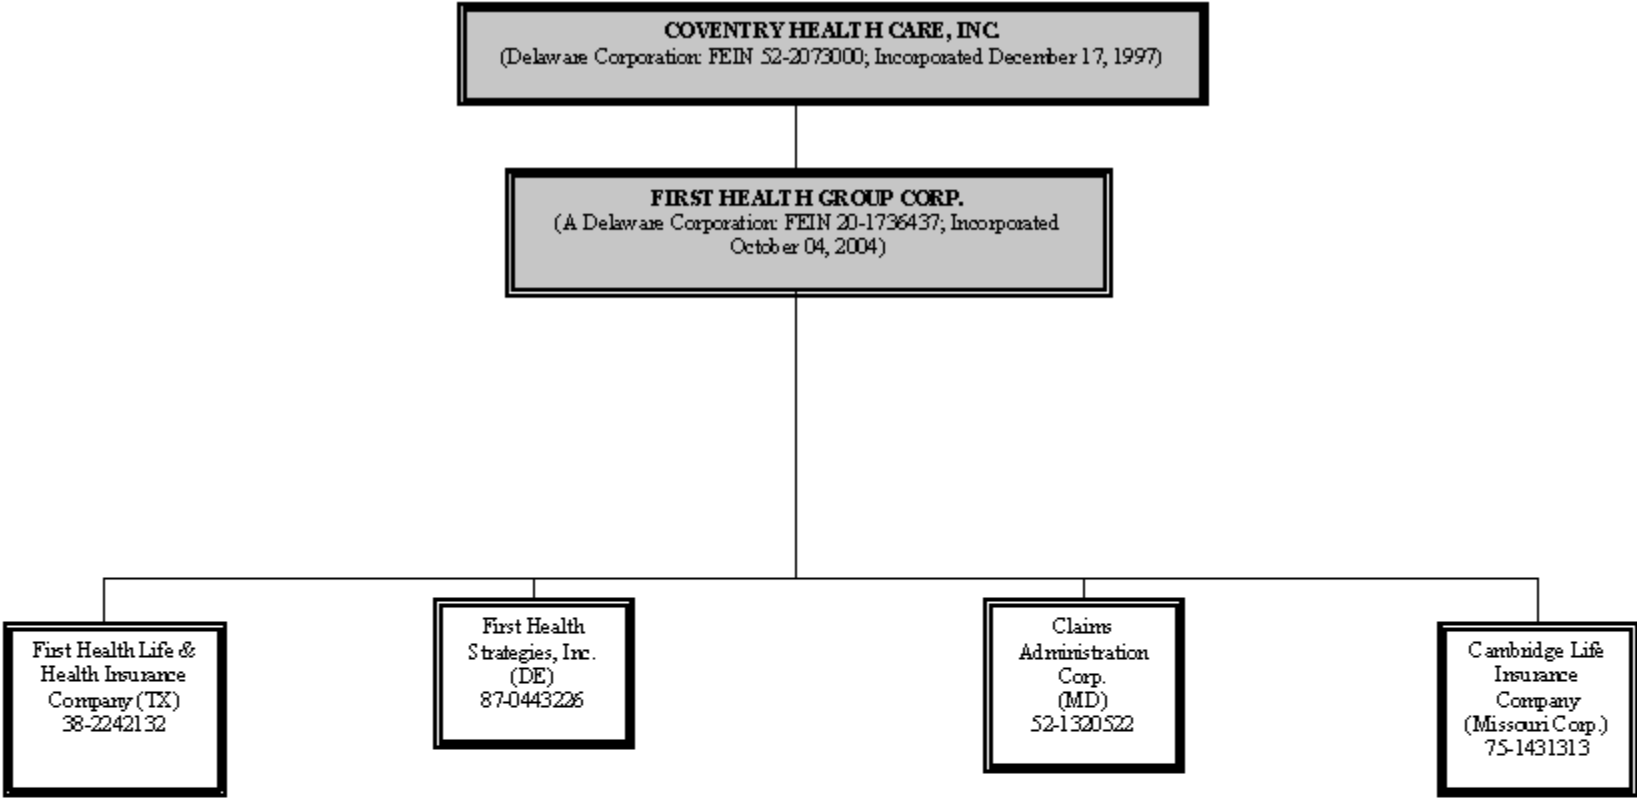 COVENTRY HEALTH CARE, INC.
(Delaware Corporation: FEIN 52-2073000; Incorporated December 17, 1997)
FIRST HEALTH GROUP CORP.
(A Delaware Corporation: FEIN 20-1736437; Incorporated
October 04, 2004)
First Health Life &
Health Insurance
Company (TX)
38-2242132
First Health
Strategies, Inc.
(DE)
87-0443226
Claims
Administration
Corp.
(MD)
52-1320522
Cambridge Life
Insurance
Company
(Missouri Corp.)
75-1431313